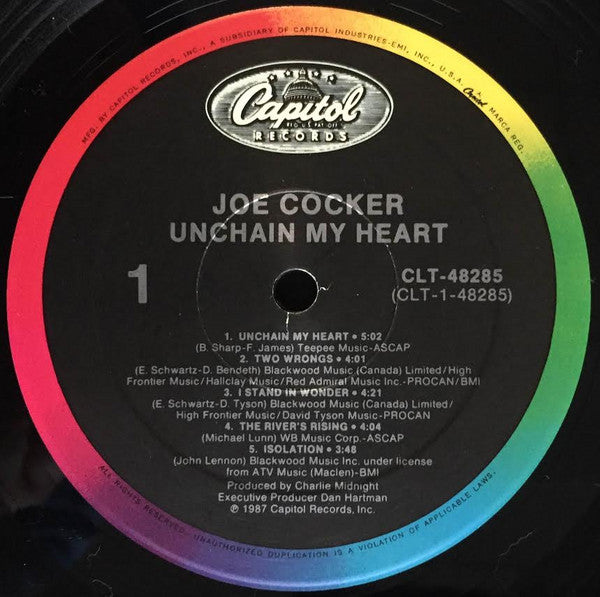 MFG. BY CAPITOL RECORDS, INC., A SUBSIDIARY OF CAPITOL INDUSTRIES-EMI, INC., U.S.A. Capitol MARCA REG.
Capitol
REG. U.S. PAT. OFF.
RECORDS
JOE COCKER
UNCHAIN MY HEART
1
CLT-48285
(CLT-1-48285)
1. UNCHAIN MY HEART • 5:02
(B. Sharp-F. James) Teepee Music-ASCAP
2. TWO WRONGS • 4:01
(E. Schwartz-D. Bendeth) Blackwood Music (Canada) Limited/High
Frontier Music/Hallclay Music/Red Admiral Music Inc.-PROCAN/BMI
3. I STAND IN WONDER • 4:21
(E. Schwartz-D. Tyson) Blackwood Music (Canada) Limited/
High Frontier Music/David Tyson Music-PROCAN
4. THE RIVER'S RISING • 4:04
(Michael Lunn) WB Music Corp.-ASCAP
5. ISOLATION • 3:48
(John Lennon) Blackwood Music Inc. under license
from ATV Music (Maclen)-BMI
Produced by Charlie Midnight
Executive Producer Dan Hartman
℗ 1987 Capitol Records, Inc.
ALL RIGHTS RESERVED. UNAUTHORIZED DUPLICATION IS A VIOLATION OF APPLICABLE LAWS.